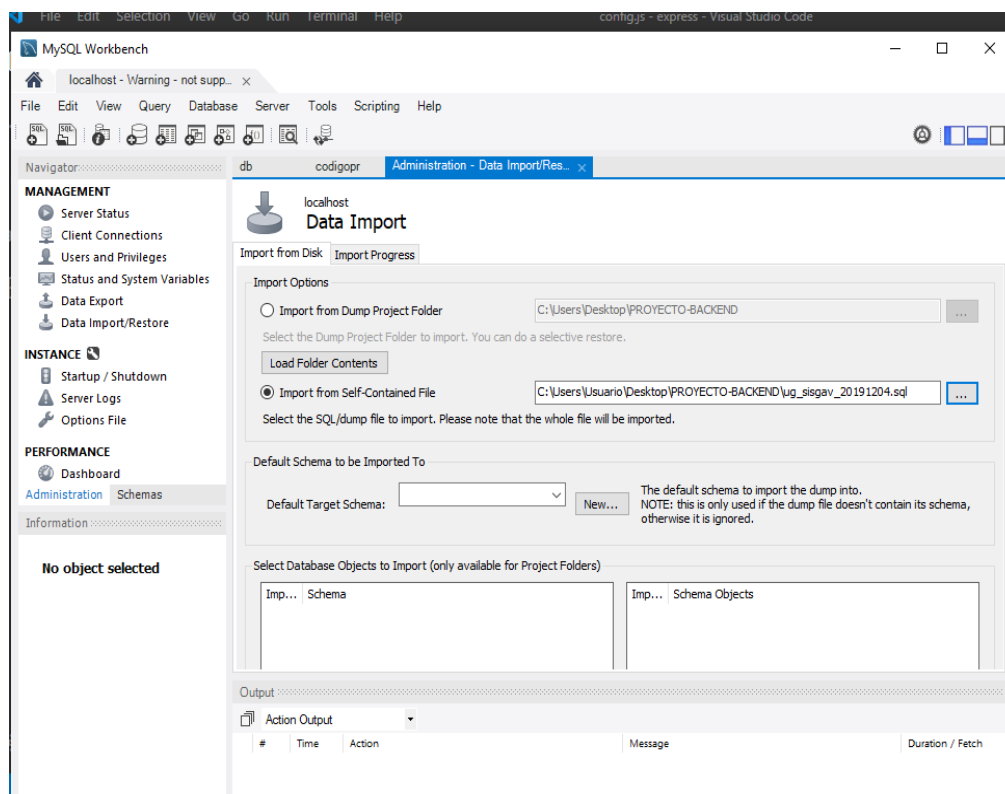 File Edit Selection View Go Run Terminal Help config.js - express - Visual Studio Code
MySQL Workbench
localhost - Warning - not supp...
File Edit View Query Database Server Tools Scripting Help
Navigator
MANAGEMENT
Server Status
Client Connections
Users and Privileges
Status and System Variables
Data Export
Data Import/Restore
INSTANCE
Startup / Shutdown
Server Logs
Options File
PERFORMANCE
Dashboard
Administration Schemas
Information
No object selected
db codigopr Administration - Data Import/Res...
localhost
Data Import
Import from Disk Import Progress
Import Options
Import from Dump Project Folder C:\Users\Desktop\PROYECTO-BACKEND ...
Select the Dump Project Folder to import. You can do a selective restore.
Load Folder Contents
Import from Self-Contained File C:\Users\Usuario\Desktop\PROYECTO-BACKEND\ug_sisgav_20191204.sql ...
Select the SQL/dump file to import. Please note that the whole file will be imported.
Default Schema to be Imported To
Default Target Schema: New... The default schema to import the dump into.
NOTE: this is only used if the dump file doesn't contain its schema,
otherwise it is ignored.
Select Database Objects to Import (only available for Project Folders)
Imp... Schema Imp... Schema Objects
Output
Action Output
# Time Action Message Duration / Fetch